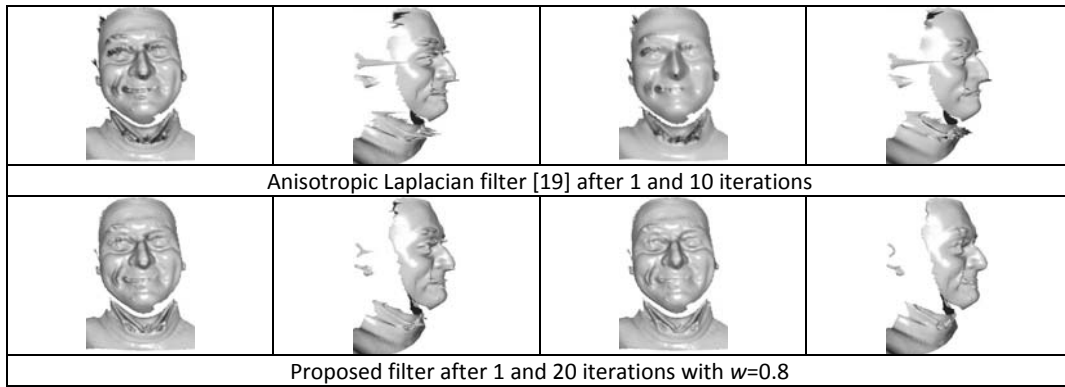 Anisotropic Laplacian filter [19] after 1 and 10 iterations
Proposed filter after 1 and 20 iterations with w=0.8